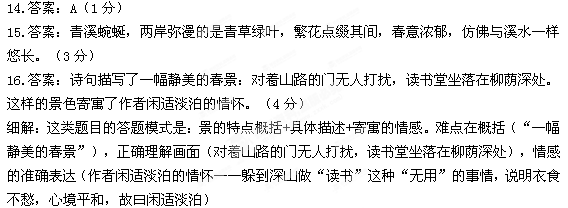 14.答案：A(1分)
15.答案：青溪蜿蜒，两岸弥漫的是青草绿叶，繁花点缀其间，春意浓郁，仿佛与溪水一样
悠长。（3分）
16.答案：诗句描写了一幅静美的春景：对着山路的门无人打扰，读书堂坐落在柳荫深处。
这样的景色寄寓了作者闲适淡泊的情怀。（4分）
细解：这类题目的答题模式是：景的特点概括+具体描述+寄寓的情感。难点在概括（“一幅
静美的春景”），正确理解画面（对着山路的门无人打扰，读书堂坐落在柳荫深处），情感
的准确表达（作者闲适淡泊的情怀——躲到深山做“读书”这种“无用”的事情，说明衣食
不愁，心境平和，故曰闲适淡泊）